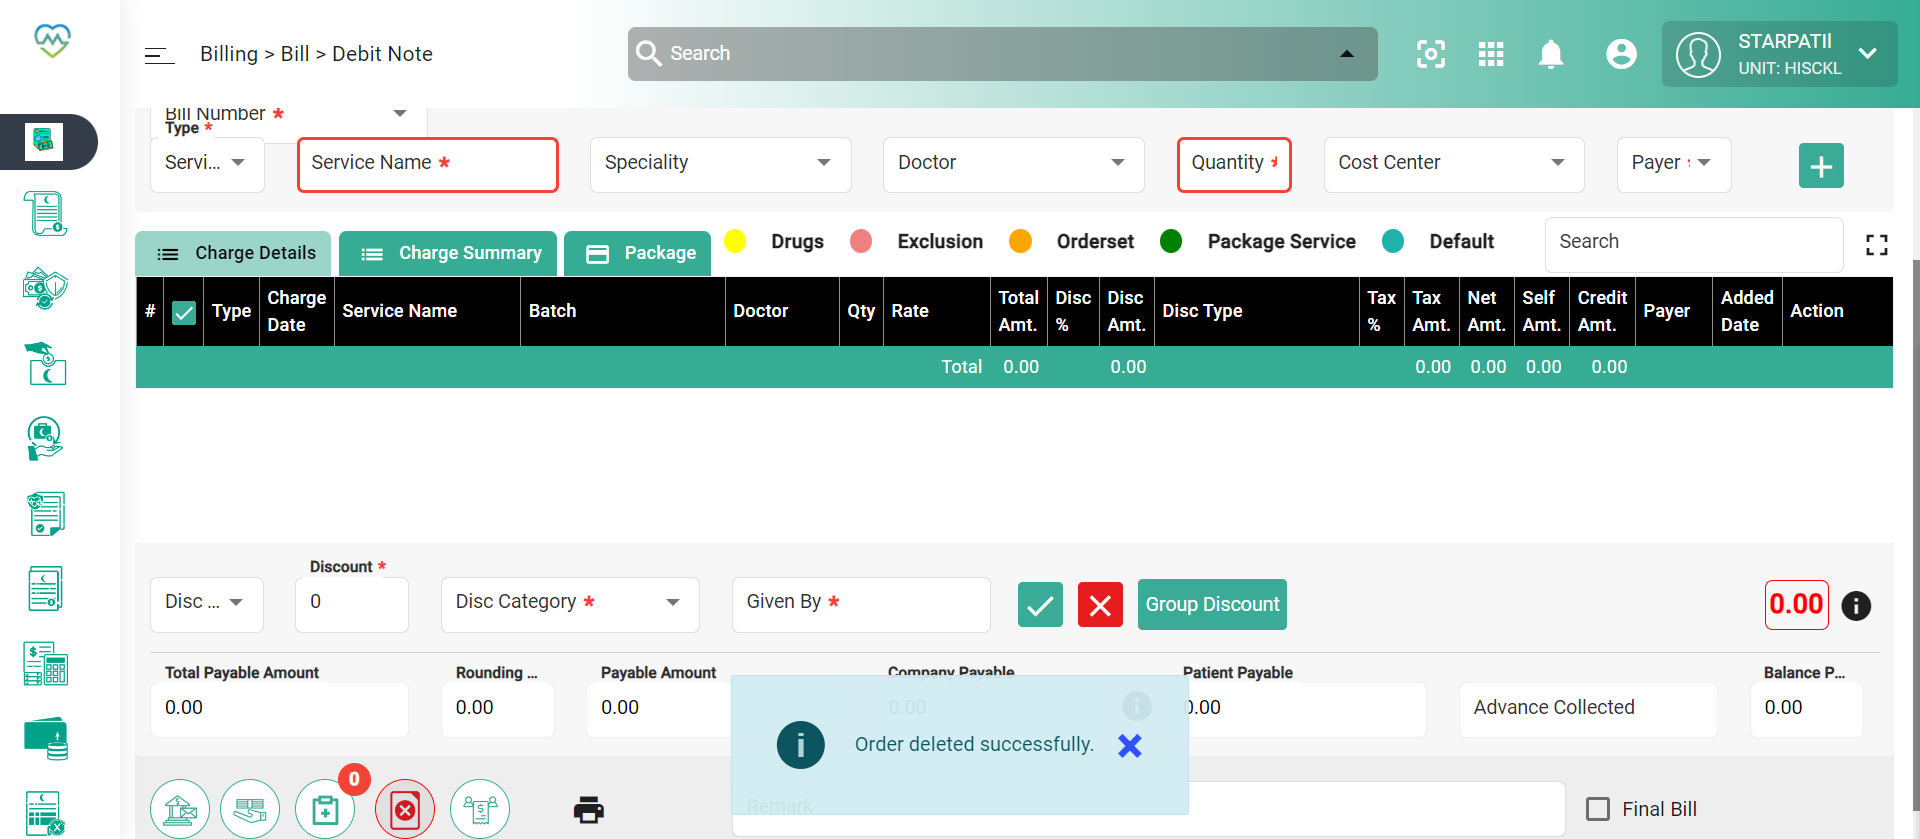 Billing > Bill > Debit Note
Search
STARPATIl
UNIT: HISCKL
Bill Number *
Type *
Servi...
Service Name *
Speciality
Doctor
Quantity *
Cost Center
Payer
Charge Details
Charge Summary
Package
Drugs
Exclusion
Orderset
Package Service
Default
Search
# Type Charge Date Service Name Batch Doctor Qty Rate Total Amt. Disc % Disc Amt. Disc Type Tax % Tax Amt. Net Amt. Self Amt. Credit Amt. Payer Added Date Action
Total 0.00 0.00 0.00 0.00 0.00 0.00
Discount *
Disc ...
0
Disc Category *
Given By *
Group Discount
0.00
Total Payable Amount
0.00
Rounding ...
0.00
Payable Amount
0.00
Company Payable
0.00
Patient Payable
0.00
Advance Collected
Balance P...
0.00
Order deleted successfully.
0
Remark
Final Bill